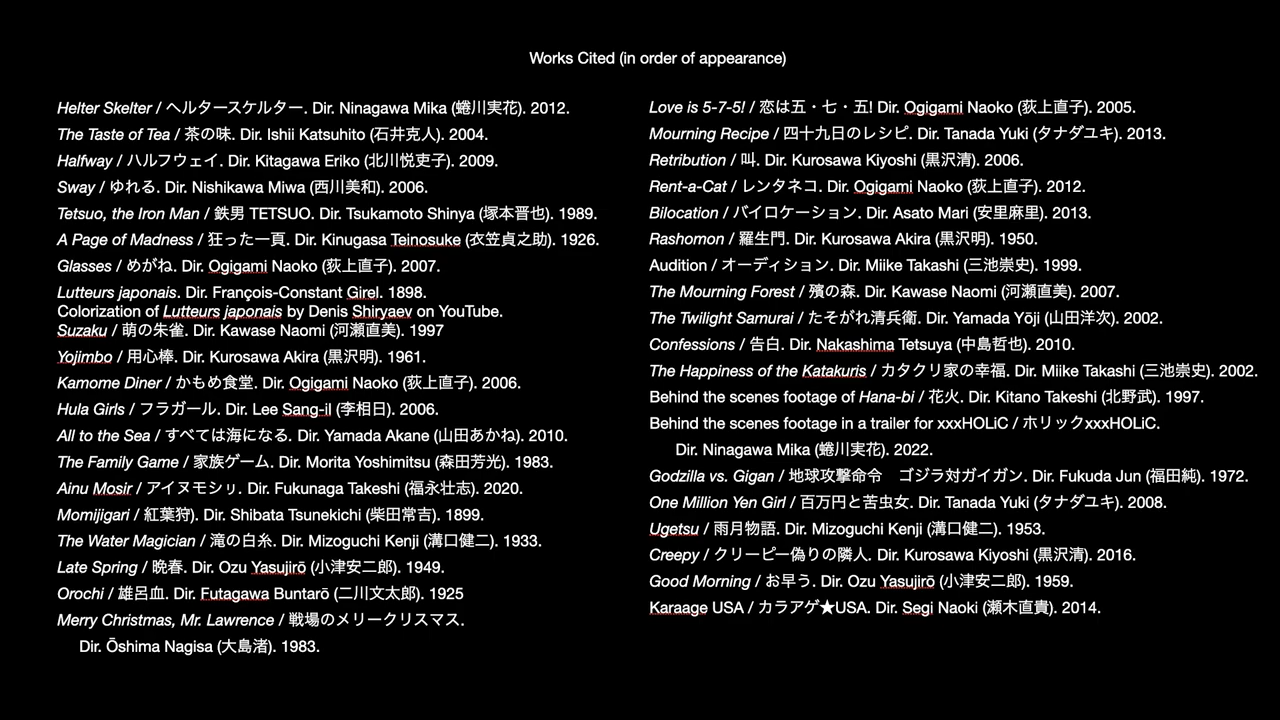 Works Cited (in order of appearance)
Helter Skelter / ヘルタースケルター. Dir. Ninagawa Mika (蜷川実花). 2012.
The Taste of Tea / 茶の味. Dir. Ishii Katsuhito (石井克人). 2004.
Halfway / ハルフウェイ. Dir. Kitagawa Eriko (北川悦吏子). 2009.
Sway / ゆれる. Dir. Nishikawa Miwa (西川美和). 2006.
Tetsuo, the Iron Man / 鉄男 TETSUO. Dir. Tsukamoto Shinya (塚本晋也). 1989.
A Page of Madness / 狂った一頁. Dir. Kinugasa Teinosuke (衣笠貞之助). 1926.
Glasses / めがね. Dir. Ogigami Naoko (荻上直子). 2007.
Lutteurs japonais. Dir. François-Constant Girel. 1898.
Colorization of Lutteurs japonais by Denis Shiryaev on YouTube.
Suzaku / 萌の朱雀. Dir. Kawase Naomi (河瀬直美). 1997
Yojimbo / 用心棒. Dir. Kurosawa Akira (黒沢明). 1961.
Kamome Diner / かもめ食堂. Dir. Ogigami Naoko (荻上直子). 2006.
Hula Girls / フラガール. Dir. Lee Sang-il (李相日). 2006.
All to the Sea / すべては海になる. Dir. Yamada Akane (山田あかね). 2010.
The Family Game / 家族ゲーム. Dir. Morita Yoshimitsu (森田芳光). 1983.
Ainu Mosir / アイヌモシㇼ. Dir. Fukunaga Takeshi (福永壮志). 2020.
Momijigari / 紅葉狩). Dir. Shibata Tsunekichi (柴田常吉). 1899.
The Water Magician / 滝の白糸. Dir. Mizoguchi Kenji (溝口健二). 1933.
Late Spring / 晩春. Dir. Ozu Yasujirō (小津安二郎). 1949.
Orochi / 雄呂血. Dir. Futagawa Buntarō (二川文太郎). 1925
Merry Christmas, Mr. Lawrence / 戦場のメリークリスマス.
Dir. Ōshima Nagisa (大島渚). 1983.
Love is 5-7-5! / 恋は五・七・五! Dir. Ogigami Naoko (荻上直子). 2005.
Mourning Recipe / 四十九日のレシピ. Dir. Tanada Yuki (タナダユキ). 2013.
Retribution / 叫. Dir. Kurosawa Kiyoshi (黒沢清). 2006.
Rent-a-Cat / レンタネコ. Dir. Ogigami Naoko (荻上直子). 2012.
Bilocation / バイロケーション. Dir. Asato Mari (安里麻里). 2013.
Rashomon / 羅生門. Dir. Kurosawa Akira (黒沢明). 1950.
Audition / オーディション. Dir. Miike Takashi (三池崇史). 1999.
The Mourning Forest / 殯の森. Dir. Kawase Naomi (河瀬直美). 2007.
The Twilight Samurai / たそがれ清兵衛. Dir. Yamada Yōji (山田洋次). 2002.
Confessions / 告白. Dir. Nakashima Tetsuya (中島哲也). 2010.
The Happiness of the Katakuris / カタクリ家の幸福. Dir. Miike Takashi (三池崇史). 2002.
Behind the scenes footage of Hana-bi / 花火. Dir. Kitano Takeshi (北野武). 1997.
Behind the scenes footage in a trailer for xxxHOLiC / ホリックxxxHOLiC.
Dir. Ninagawa Mika (蜷川実花). 2022.
Godzilla vs. Gigan / 地球攻撃命令　ゴジラ対ガイガン. Dir. Fukuda Jun (福田純). 1972.
One Million Yen Girl / 百万円と苦虫女. Dir. Tanada Yuki (タナダユキ). 2008.
Ugetsu / 雨月物語. Dir. Mizoguchi Kenji (溝口健二). 1953.
Creepy / クリーピー偽りの隣人. Dir. Kurosawa Kiyoshi (黒沢清). 2016.
Good Morning / お早う. Dir. Ozu Yasujirō (小津安二郎). 1959.
Karaage USA / カラアゲ★USA. Dir. Segi Naoki (瀬木直貴). 2014.